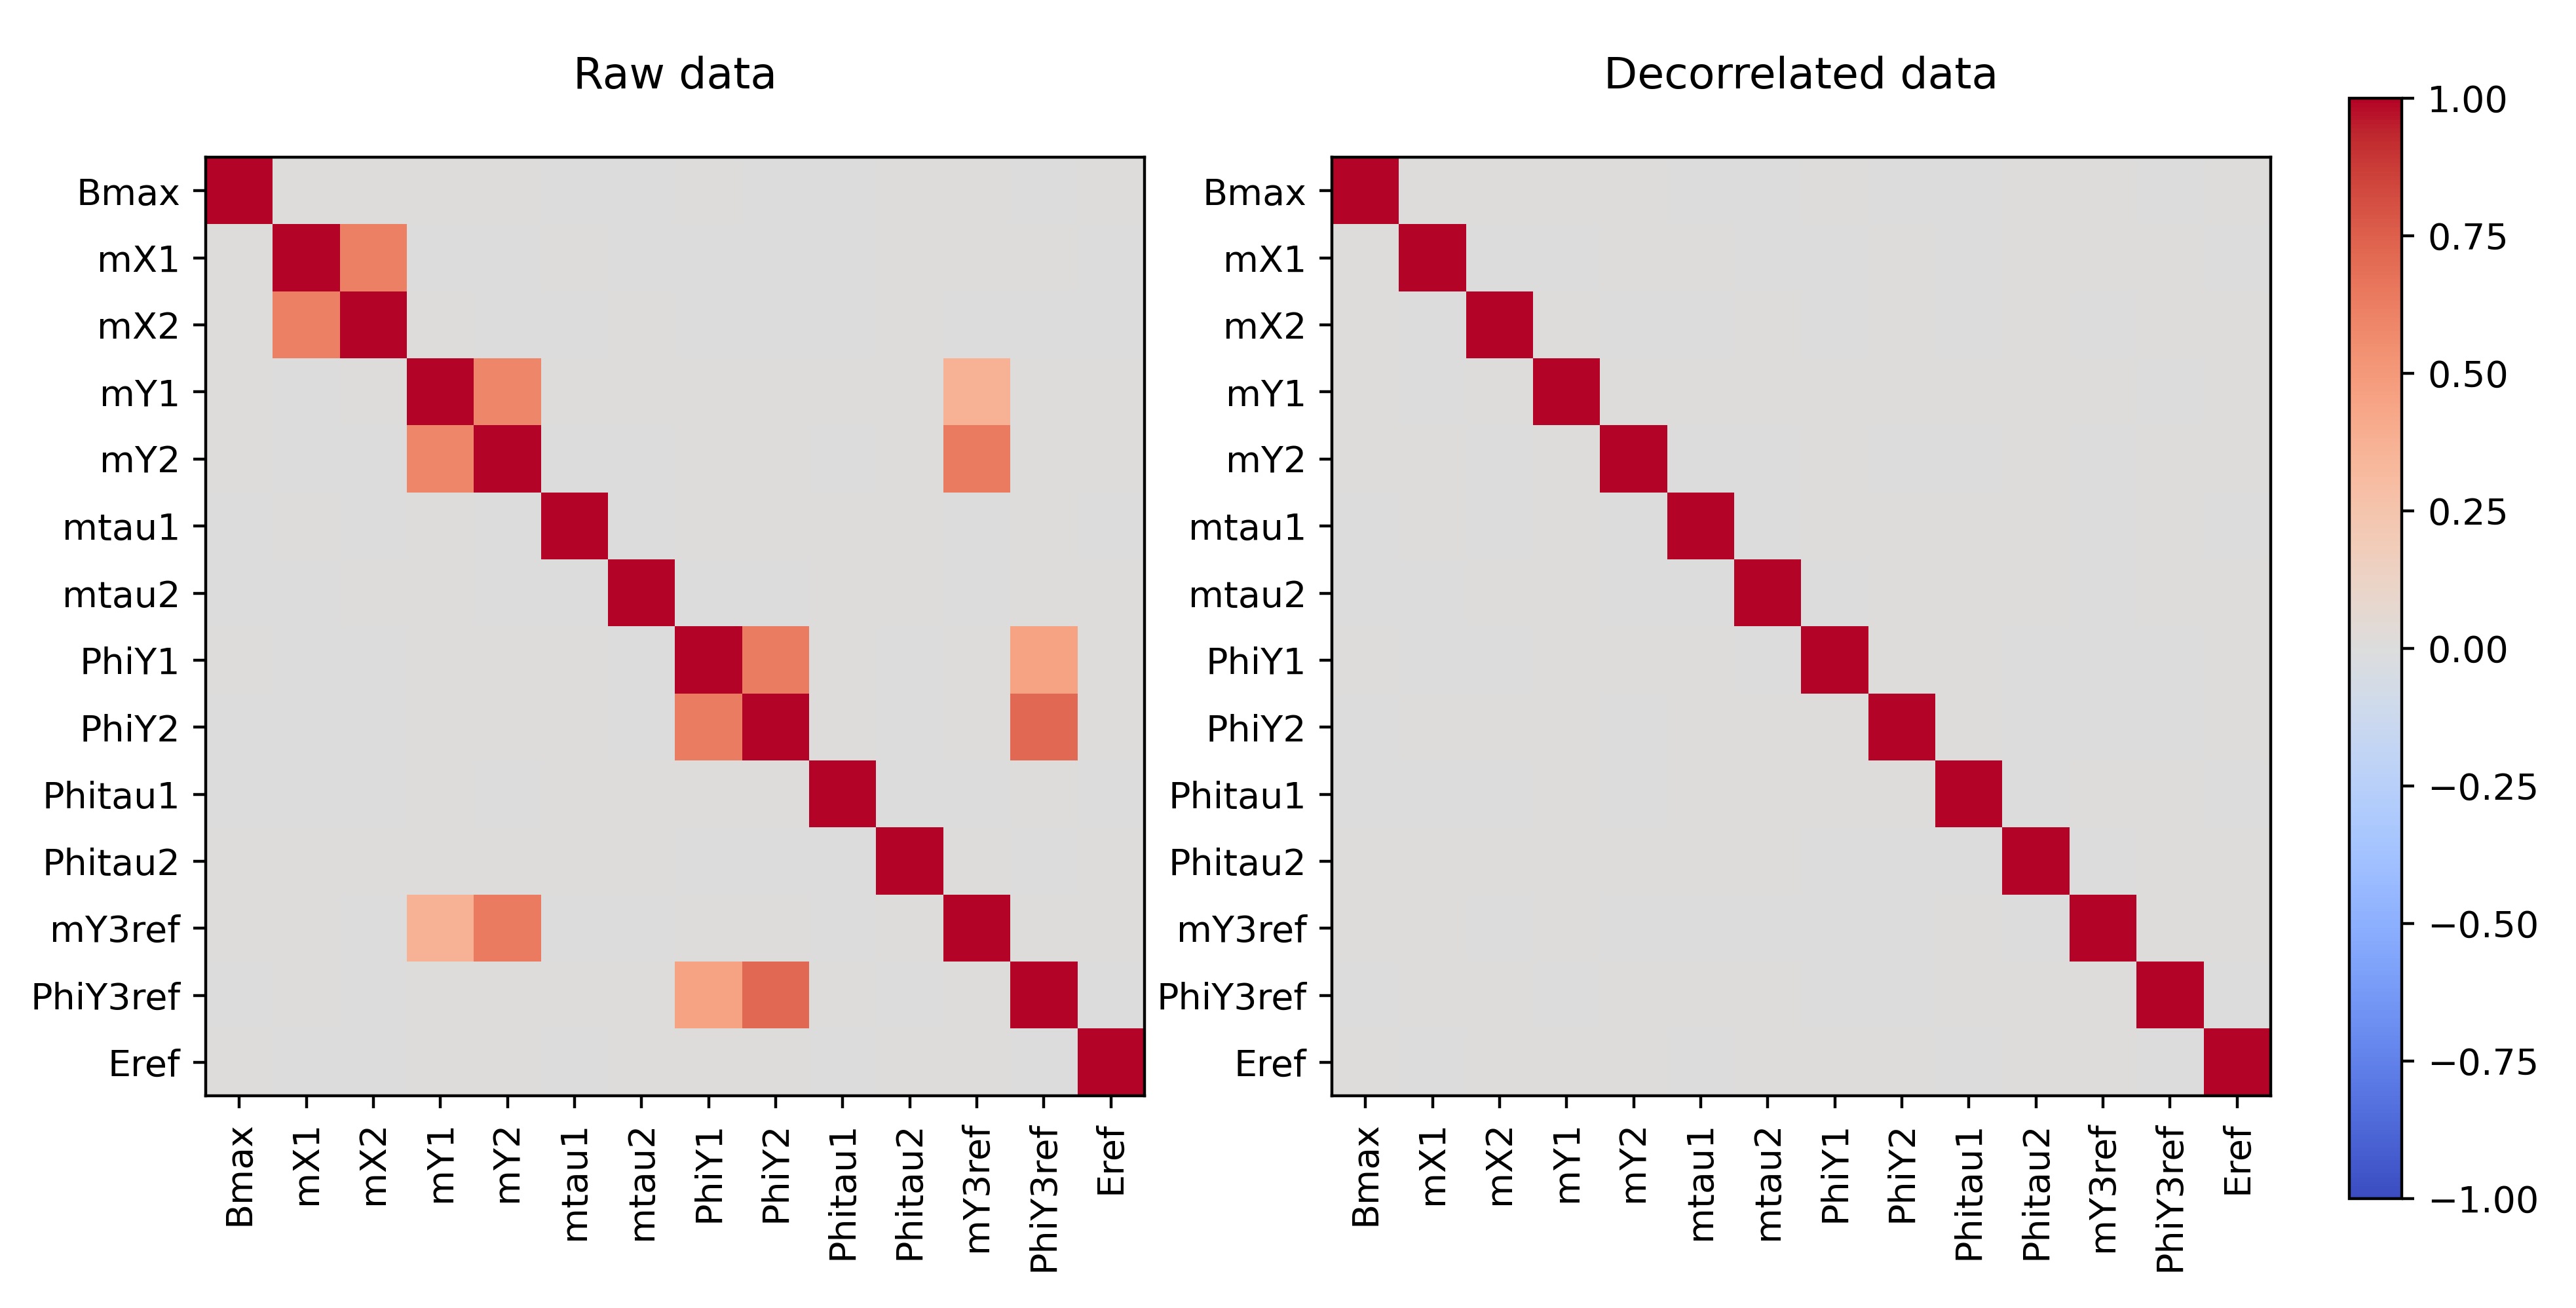 Raw data
Bmax
mX1
mX2
mY1
mY2
mtau1
mtau2
PhiY1
PhiY2
Phitau1
Phitau2
mY3ref
PhiY3ref
Eref
Bmax
mX1
mX2
mY1
mY2
mtau1
mtau2
PhiY1
PhiY2
Phitau1
Phitau2
mY3ref
PhiY3ref
Eref
Decorrelated data
Bmax
mX1
mX2
mY1
mY2
mtau1
mtau2
PhiY1
PhiY2
Phitau1
Phitau2
mY3ref
PhiY3ref
Eref
Bmax
mX1
mX2
mY1
mY2
mtau1
mtau2
PhiY1
PhiY2
Phitau1
Phitau2
mY3ref
PhiY3ref
Eref
1.00
0.75
0.50
0.25
0.00
−0.25
−0.50
−0.75
−1.00